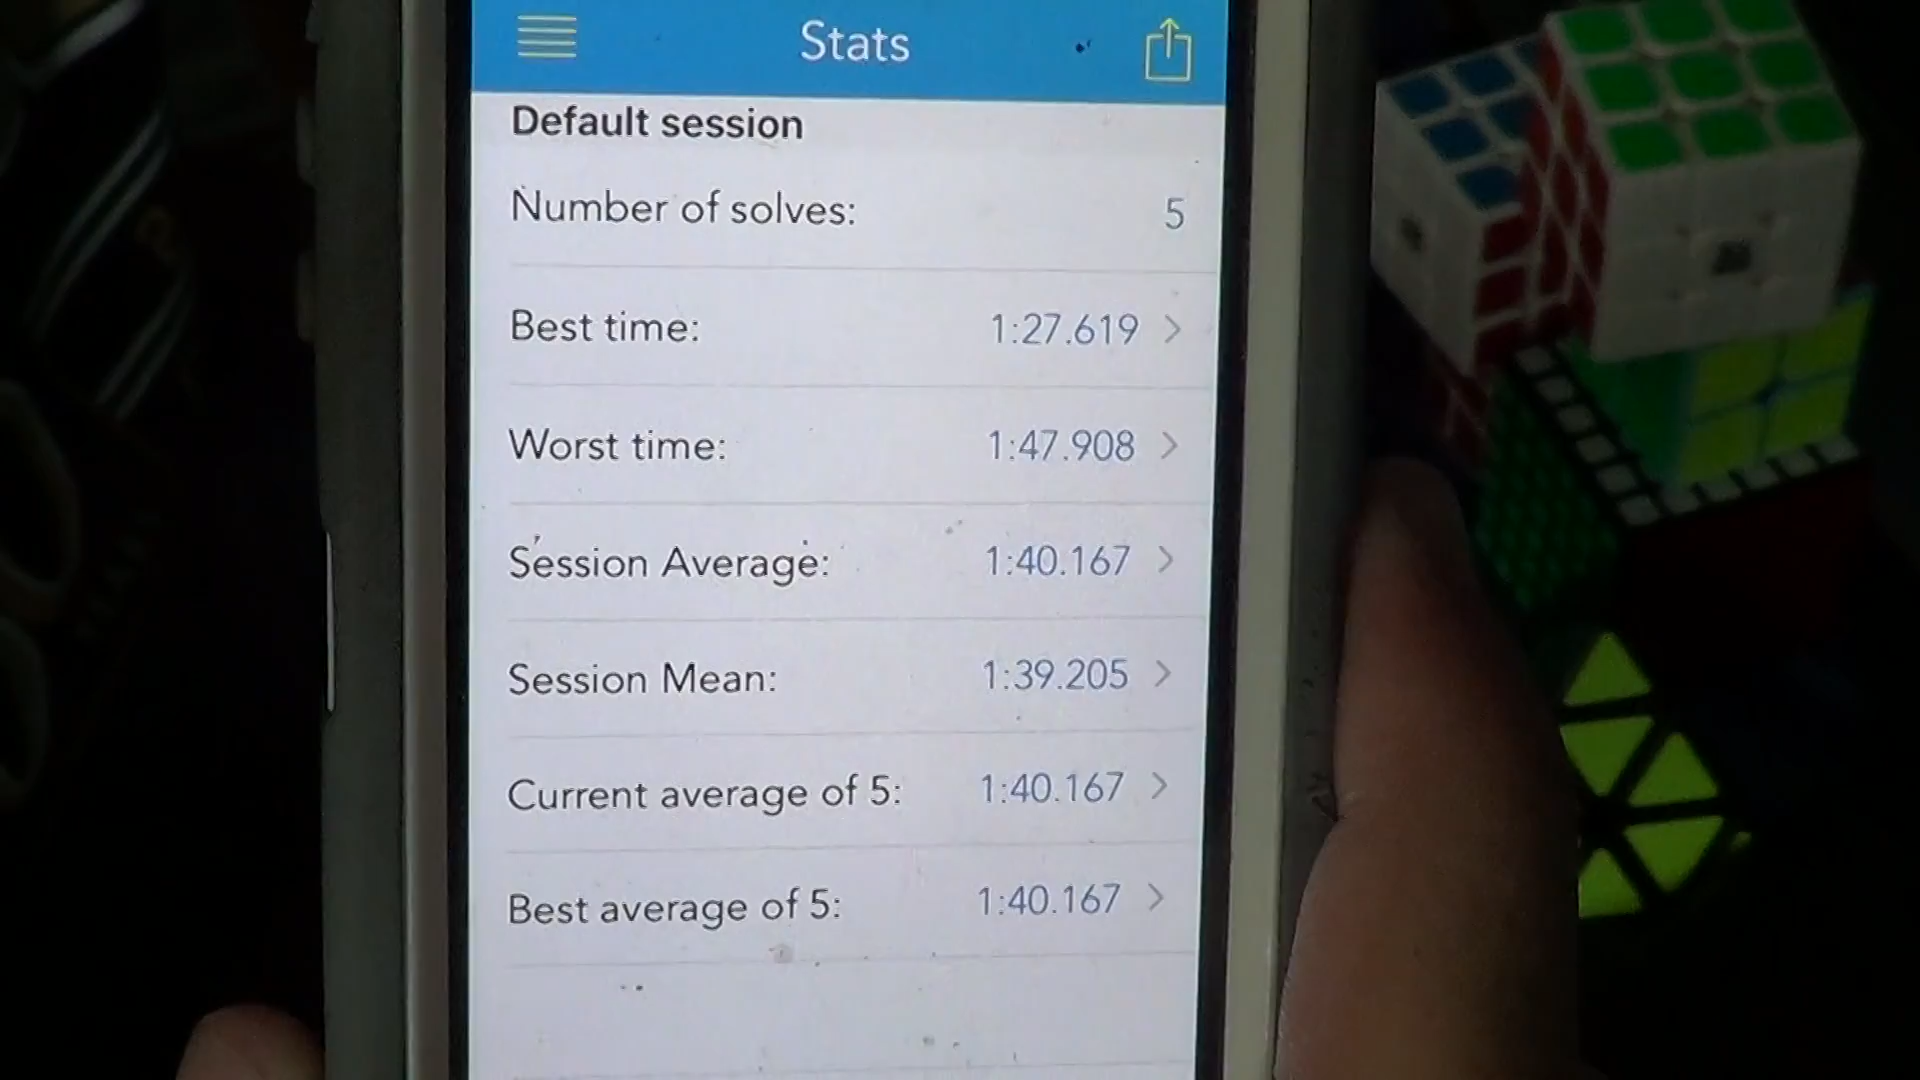 Stats
Default session
Number of solves: 5
Best time: 1:27.619
Worst time: 1:47.908
Session Average: 1:40.167
Session Mean: 1:39.205
Current average of 5: 1:40.167
Best average of 5: 1:40.167